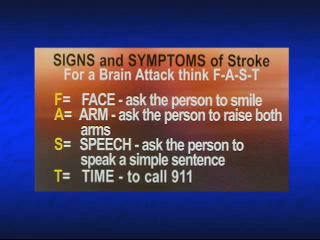 SIGNS and SYMPTOMS of Stroke
For a Brain Attack think F-A-S-T
F= FACE - ask the person to smile
A= ARM - ask the person to raise both
arms
S= SPEECH - ask the person to
speak a simple sentence
T= TIME - to call 911